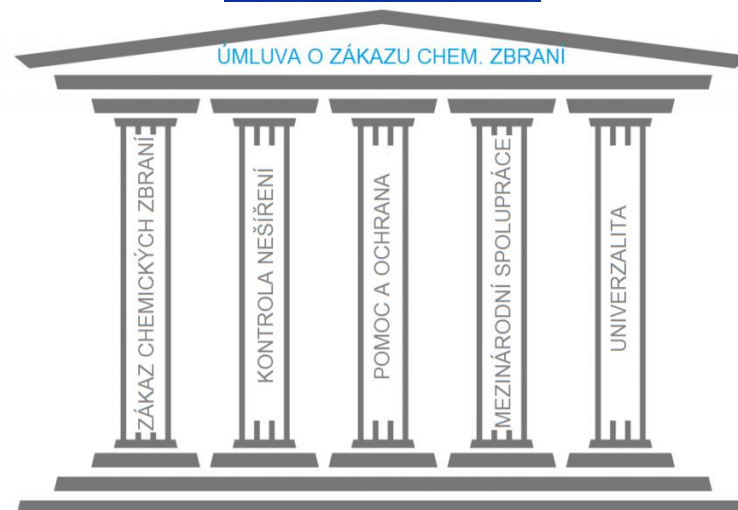 ÚMLUVA O ZÁKAZU CHEM. ZBRANI
ZÁKAZ CHEMICKÝCH ZBRANÍ
KONTROLA NEŠÍŘENÍ
POMOC A OCHRANA
MEZINÁRODNÍ SPOLUPRÁCE
UNIVERZALITA